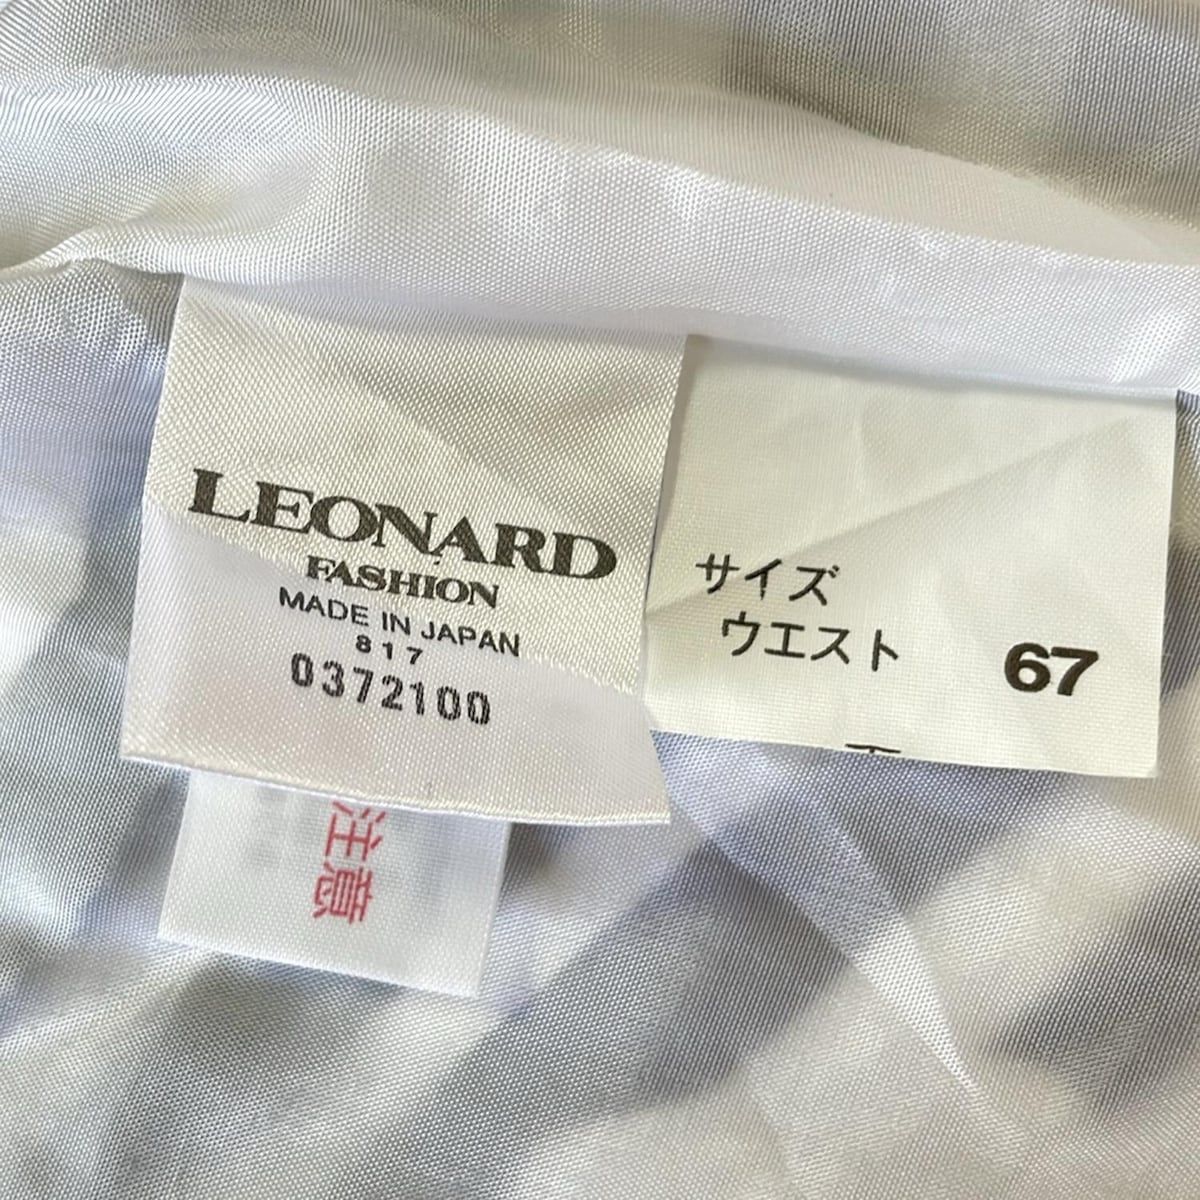 LEONARD
FASHION
MADE IN JAPAN
817
0372100
サイズ
ウエスト 67
注意